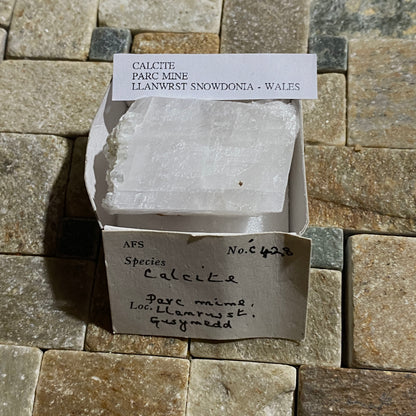 CALCITE
PARC MINE
LLANWRST SNOWDONIA - WALES
AFS No. C428
Species
Calcite
Parc mine,
Loc. Llanrwst.
Gwynedd